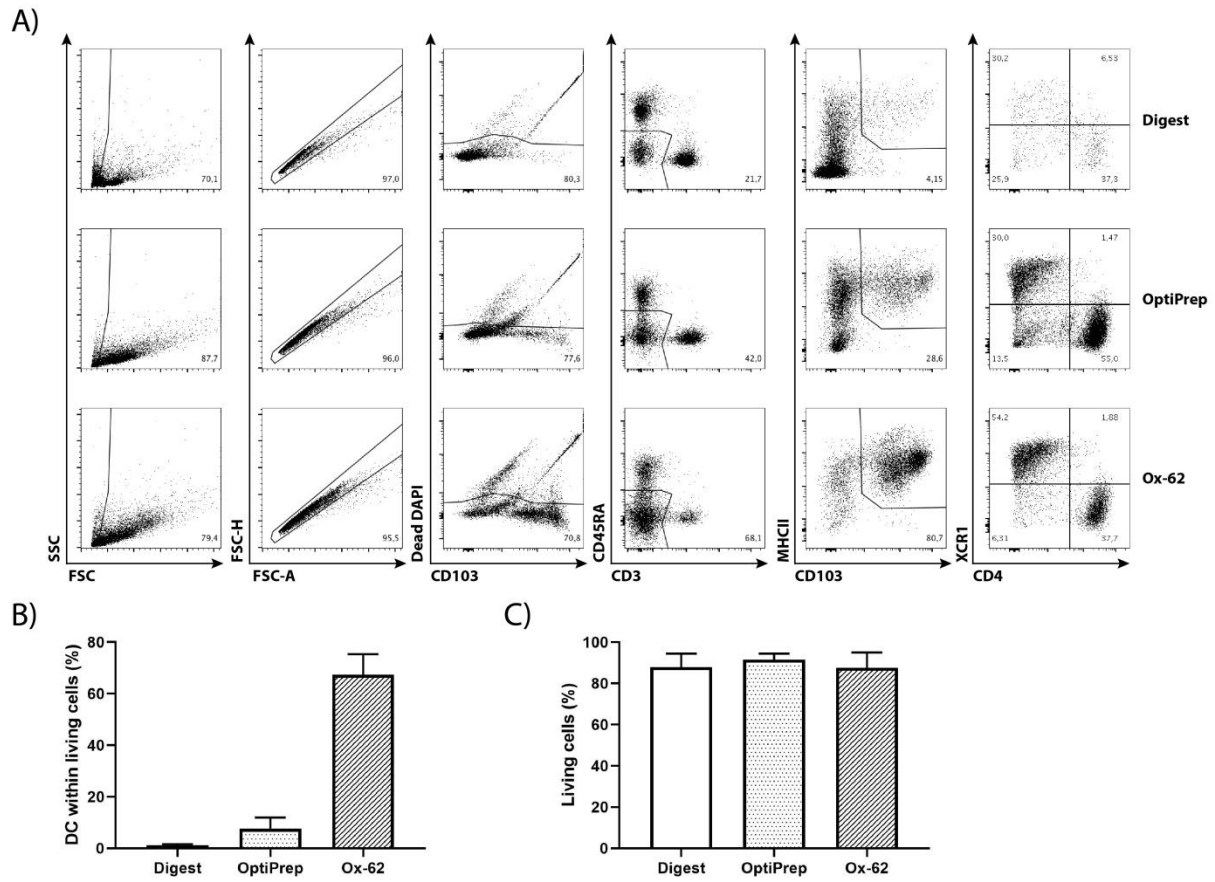 A)
30,2 6,53
Digest
70,1 97,0 80,3 21,7 4,15 25,9 37,3
30,0 1,47
OptiPrep
87,7 96,0 77,6 42,0 28,6 13,5 55,0
54,2 1,88
Ox-62
79,4 95,5 70,8 68,1 80,7 6,31 37,7
SSC FSC-H Dead DAPI CD45RA MHCII XCR1
FSC FSC-A CD103 CD3 CD103 CD4
B)
DC within living cells (%)
80
60
40
20
0
Digest OptiPrep Ox-62
C)
Living cells (%)
100
80
60
40
20
0
Digest OptiPrep Ox-62